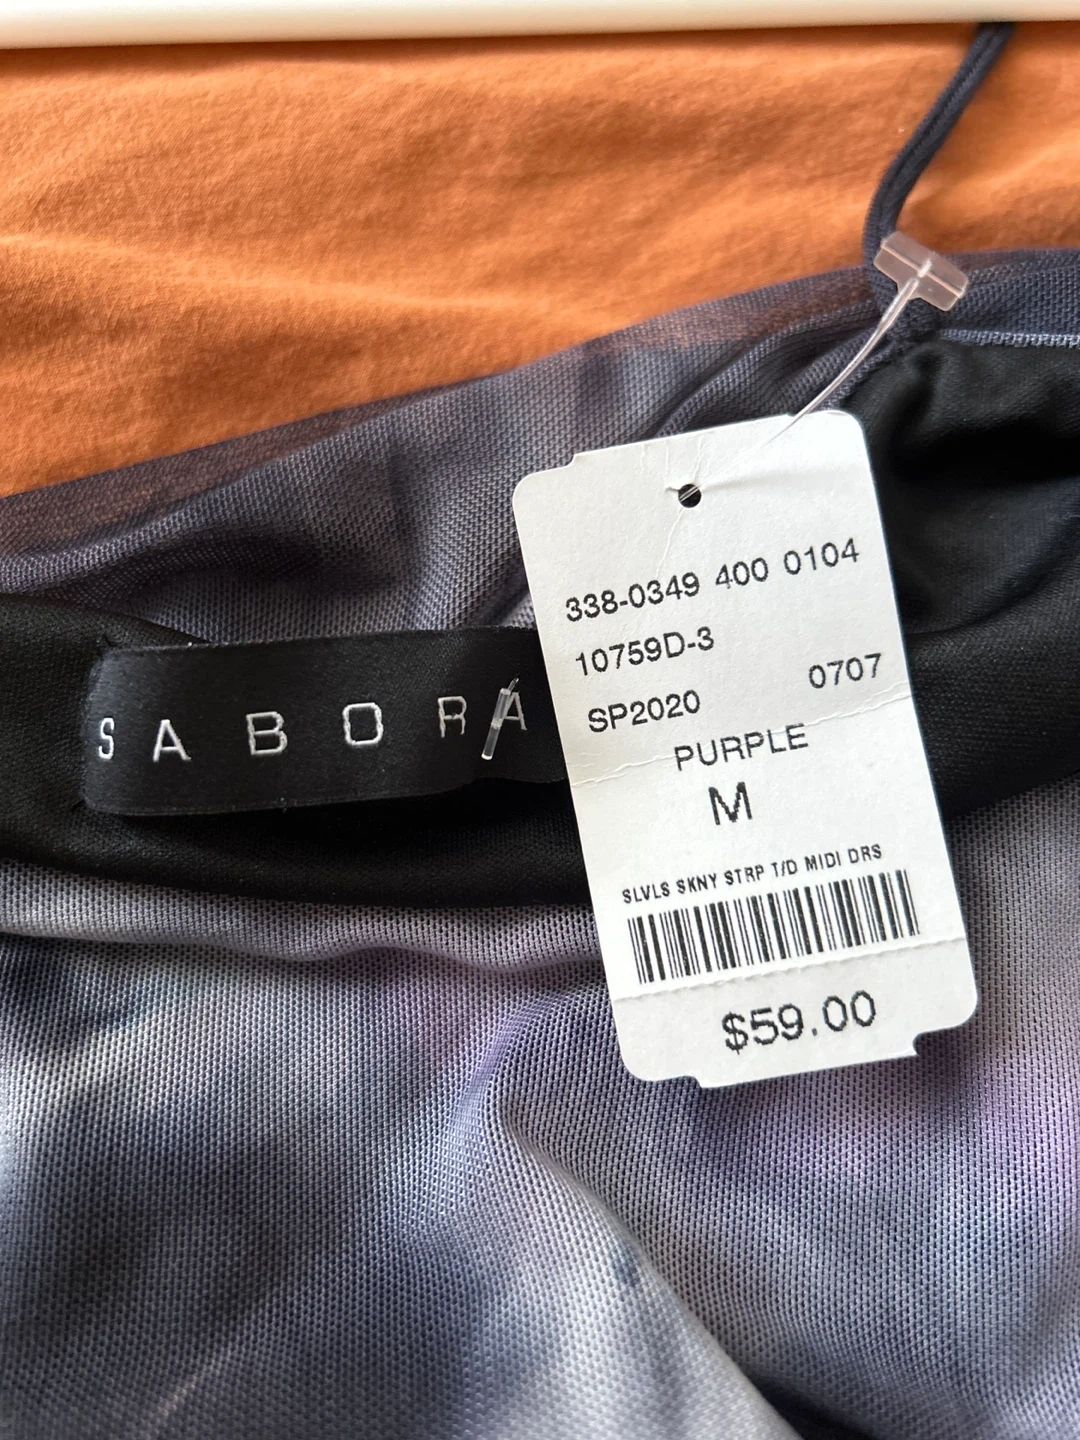 338-0349 400 0104
10759D-3
SP2020 0707
PURPLE
M
SLVLS SKNY STRP T/D MIDI DRS
$59.00
SABORA